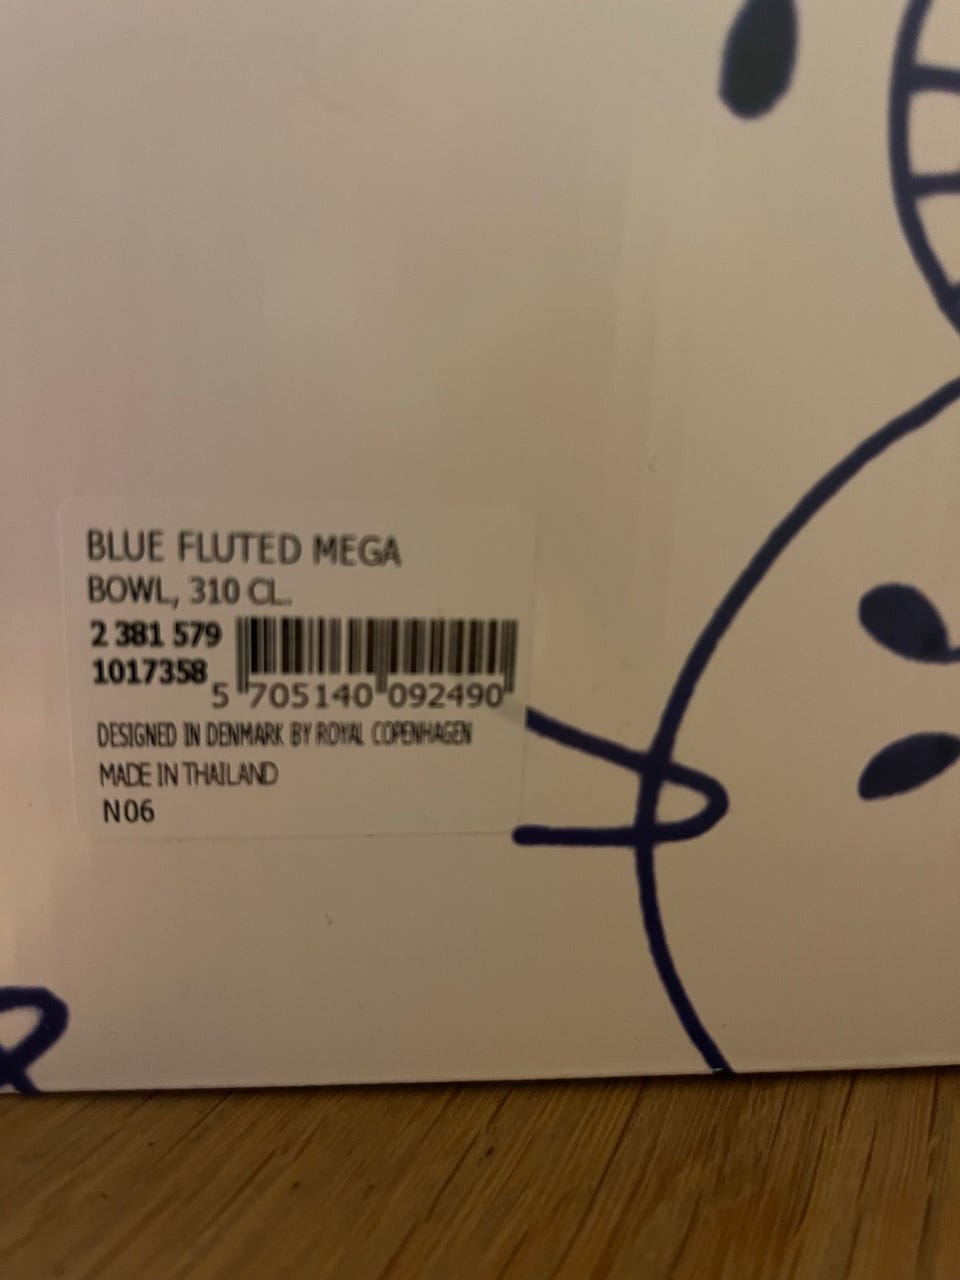 BLUE FLUTED MEGA
BOWL, 310 CL.
2 381 579
1017358
5 705140 092490
DESIGNED IN DENMARK BY ROYAL COPENHAGEN
MADE IN THAILAND
N06